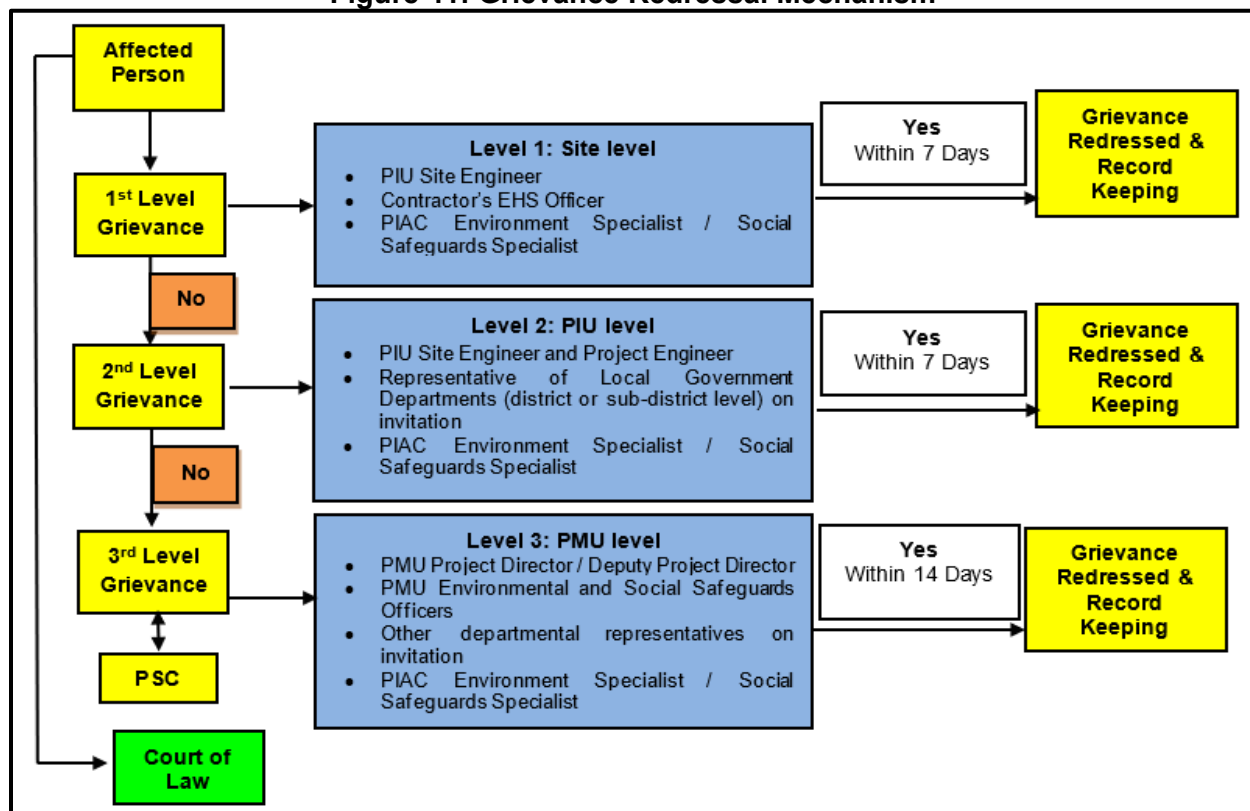 Figure Grievance Redressal Mechanism
Affected
Person
1st Level
Grievance
No
2nd Level
Grievance
No
3rd Level
Grievance
PSC
Court of
Law
Level 1: Site level
• PIU Site Engineer
• Contractor's EHS Officer
• PIAC Environment Specialist / Social
Safeguards Specialist
Yes
Within 7 Days
Grievance
Redressed &
Record
Keeping
Level 2: PIU level
• PIU Site Engineer and Project Engineer
• Representative of Local Government
Departments (district or sub-district level) on
invitation
• PIAC Environment Specialist / Social
Safeguards Specialist
Yes
Within 7 Days
Grievance
Redressed &
Record
Keeping
Level 3: PMU level
• PMU Project Director / Deputy Project Director
• PMU Environmental and Social Safeguards
Officers
• Other departmental representatives on
invitation
• PIAC Environment Specialist / Social
Safeguards Specialist
Yes
Within 14 Days
Grievance
Redressed &
Record
Keeping